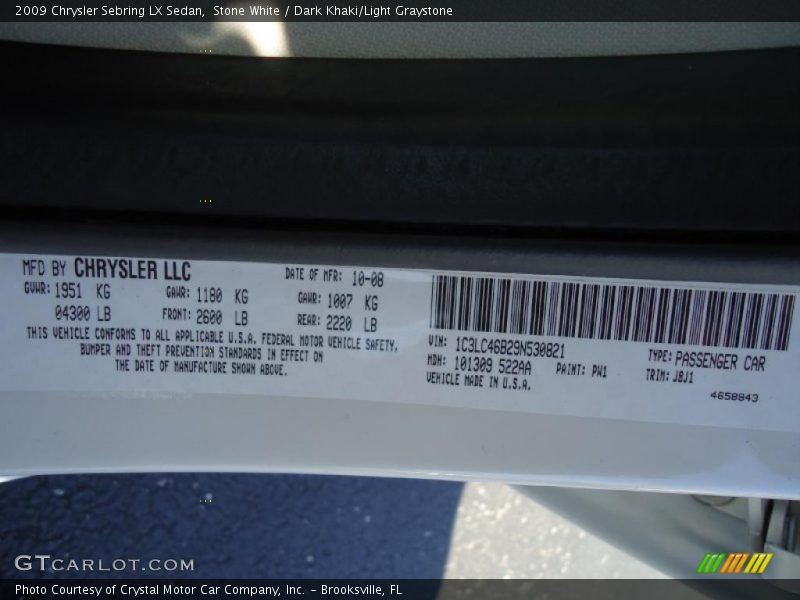 2009 Chrysler Sebring LX Sedan, Stone White / Dark Khaki/Light Graystone
MFD BY CHRYSLER LLC
DATE OF MFR: 10-08
GVWR: 1951 KG
04300 LB
GAWR: 1180 KG
FRONT: 2600 LB
GAWR: 1007 KG
REAR: 2220 LB
THIS VEHICLE CONFORMS TO ALL APPLICABLE U.S.A. FEDERAL MOTOR VEHICLE SAFETY,
BUMPER AND THEFT PREVENTION STANDARDS IN EFFECT ON
THE DATE OF MANUFACTURE SHOWN ABOVE.
VIN: 1C3LC46B29N530821
MDH: 101309 522AA
PAINT: PW1
VEHICLE MADE IN U.S.A.
TYPE: PASSENGER CAR
TRIM: J8J1
4658843
GTCARLOT.COM
Photo Courtesy of Crystal Motor Car Company, Inc. – Brooksville, FL